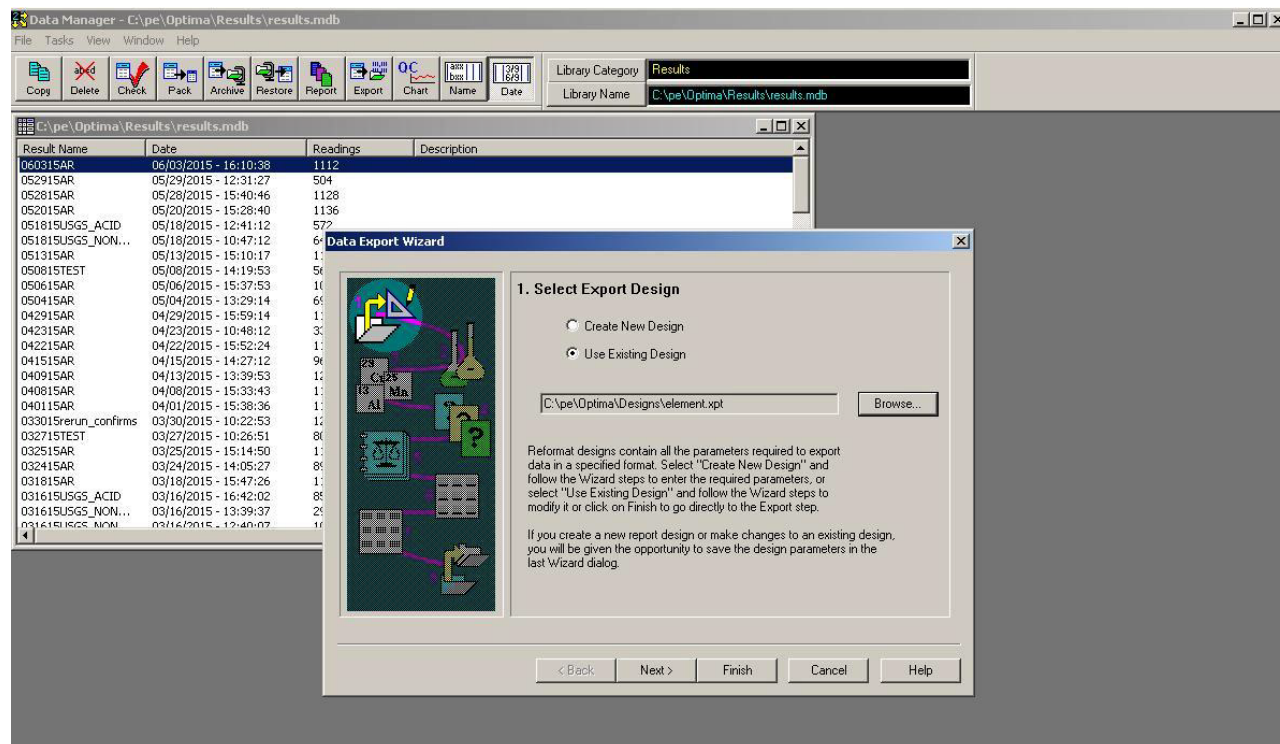 Data Manager - C:\pe\Optima\Results\results.mdb
File Tasks View Window Help
Copy Delete Check Pack Archive Restore Report Export Chart Name Date
Library Category Results
Library Name C:\pe\Optima\Results\results.mdb
C:\pe\Optima\Results\results.mdb
Result Name Date Readings Description
060315AR 06/03/2015 - 16:10:38 1112
052915AR 05/29/2015 - 12:31:27 504
052815AR 05/28/2015 - 15:40:46 1128
052015AR 05/20/2015 - 15:28:40 1136
051815USGS_ACID 05/18/2015 - 12:41:12 572
051815USGS_NON... 05/18/2015 - 10:47:12
051315AR 05/13/2015 - 15:10:17
050815TEST 05/08/2015 - 14:19:53
050615AR 05/06/2015 - 15:37:53
050415AR 05/04/2015 - 13:29:14
042915AR 04/29/2015 - 15:59:14
042315AR 04/23/2015 - 10:48:12
042215AR 04/22/2015 - 15:52:24
041515AR 04/15/2015 - 14:27:12
040915AR 04/13/2015 - 13:39:53
040815AR 04/08/2015 - 15:33:43
040115AR 04/01/2015 - 15:38:36
033015rerun_confirms 03/30/2015 - 10:22:53
032715TEST 03/27/2015 - 10:26:51
032515AR 03/25/2015 - 15:14:50
032415AR 03/24/2015 - 14:05:27
031815AR 03/18/2015 - 15:47:26
031615USGS_ACID 03/16/2015 - 16:42:02
031615USGS_NON... 03/16/2015 - 13:39:37
031615USGS_NON 03/16/2015 - 12:40:07
Data Export Wizard
1. Select Export Design
Create New Design
Use Existing Design
C:\pe\Optima\Designs\element.xpt Browse...
Reformat designs contain all the parameters required to export
data in a specified format. Select "Create New Design" and
follow the Wizard steps to enter the required parameters, or
select "Use Existing Design" and follow the Wizard steps to
modify it or click on Finish to go directly to the Export step.
If you create a new report design or make changes to an existing design,
you will be given the opportunity to save the design parameters in the
last Wizard dialog.
< Back Next > Finish Cancel Help